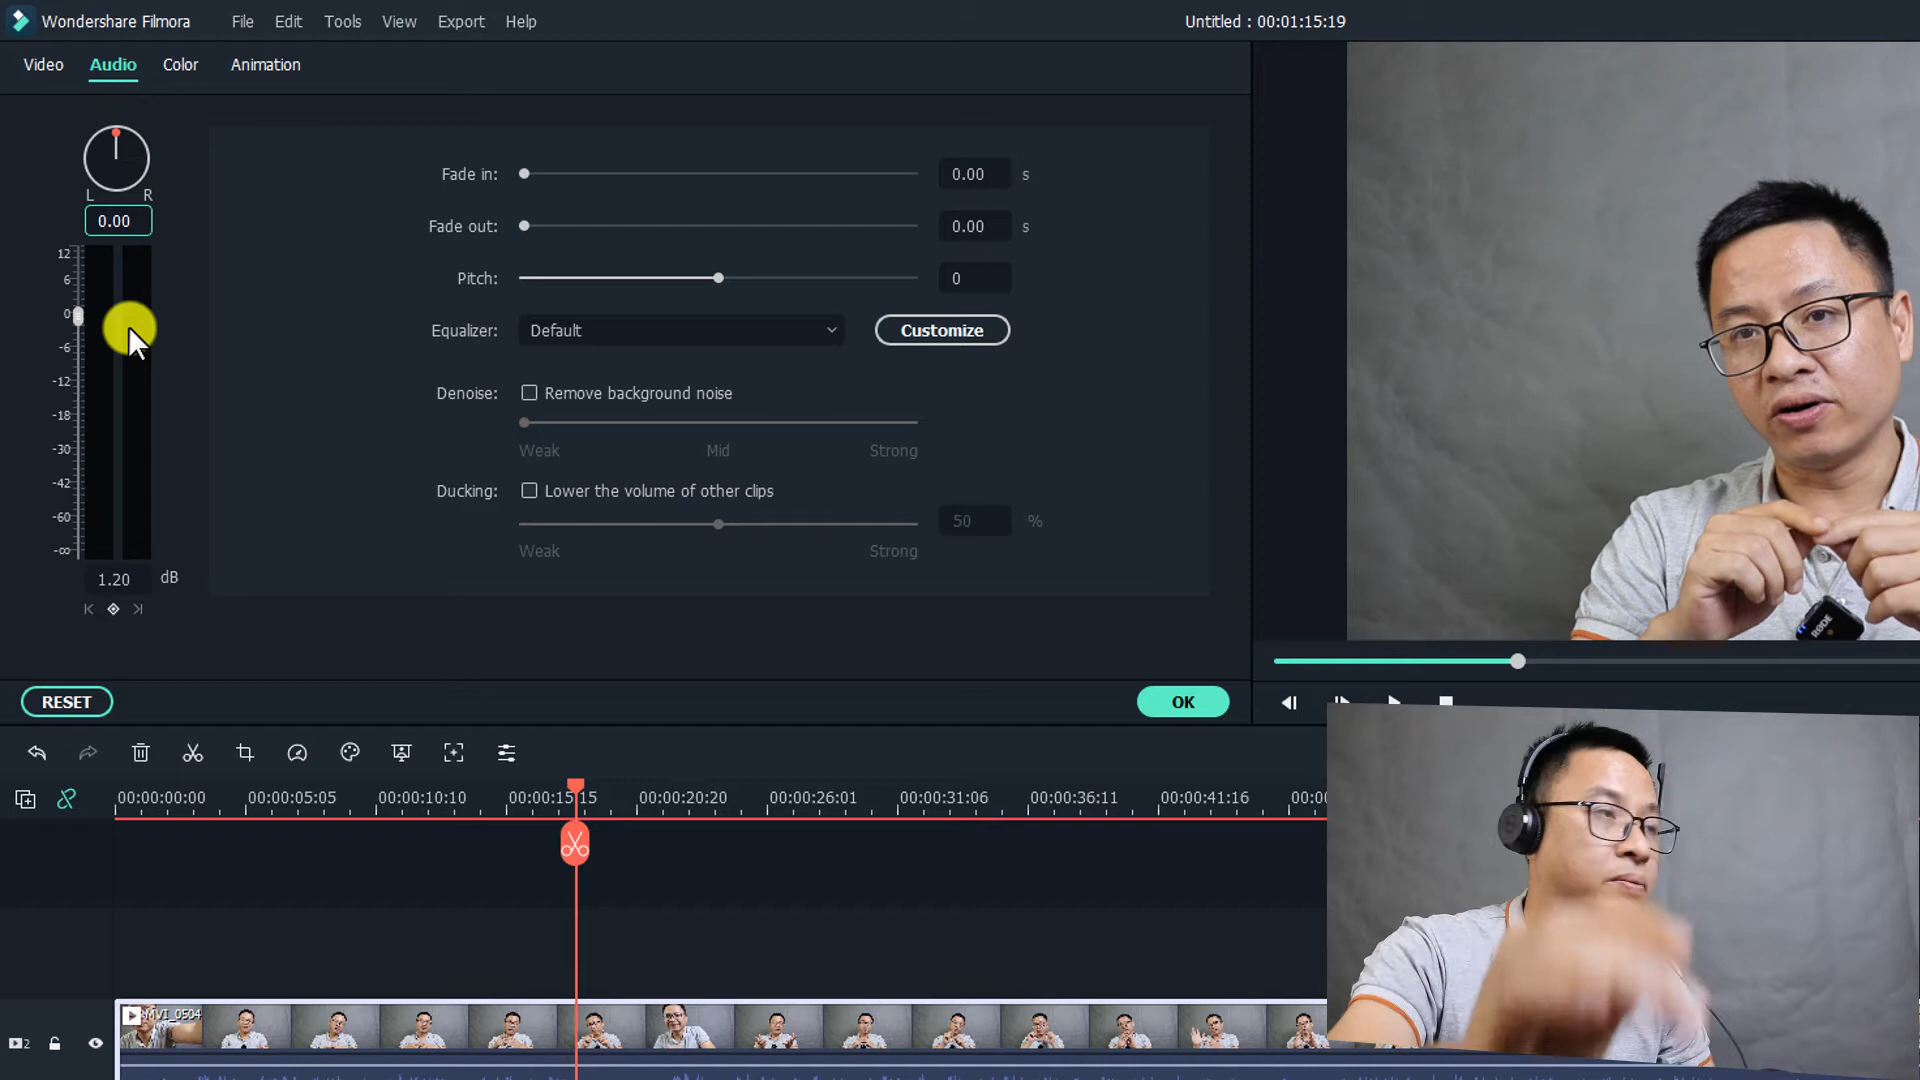 Wondershare Filmora File Edit Tools View Export Help Untitled : 00:01:15:19
Video Audio Color Animation
L R
0.00
12
6
0
-6
-12
-18
-30
-42
-60
-∞
1.20 dB
Fade in: 0.00 s
Fade out: 0.00 s
Pitch: 0
Equalizer: Default Customize
Denoise: Remove background noise
Weak Mid Strong
Ducking: Lower the volume of other clips
50 %
Weak Strong
RØDE
RESET OK
00:00:00:00 00:00:05:05 00:00:10:10 00:00:15:15 00:00:20:20 00:00:26:01 00:00:31:06 00:00:36:11 00:00:41:16 00:00
MVI_0504
2